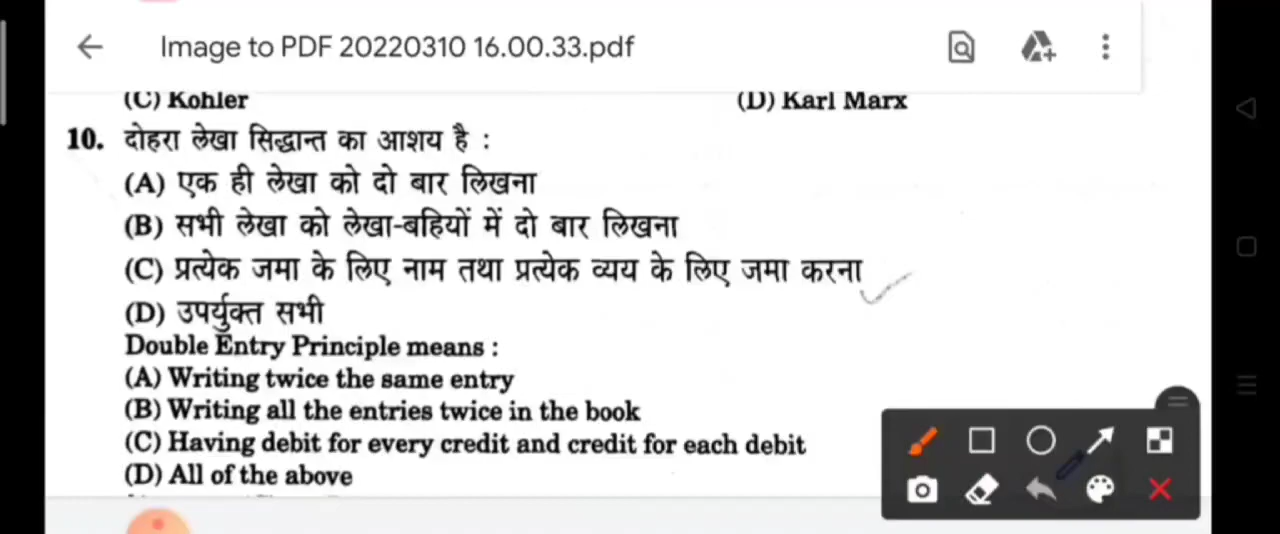 Image to PDF 20220310 16.00.33.pdf
(C) Kohler (D) Karl Marx
10. दोहरा लेखा सिद्धान्त का आशय है :
(A) एक ही लेखा को दो बार लिखना
(B) सभी लेखा को लेखा-बहियों में दो बार लिखना
(C) प्रत्येक जमा के लिए नाम तथा प्रत्येक व्यय के लिए जमा करना
(D) उपर्युक्त सभी
Double Entry Principle means :
(A) Writing twice the same entry
(B) Writing all the entries twice in the book
(C) Having debit for every credit and credit for each debit
(D) All of the above